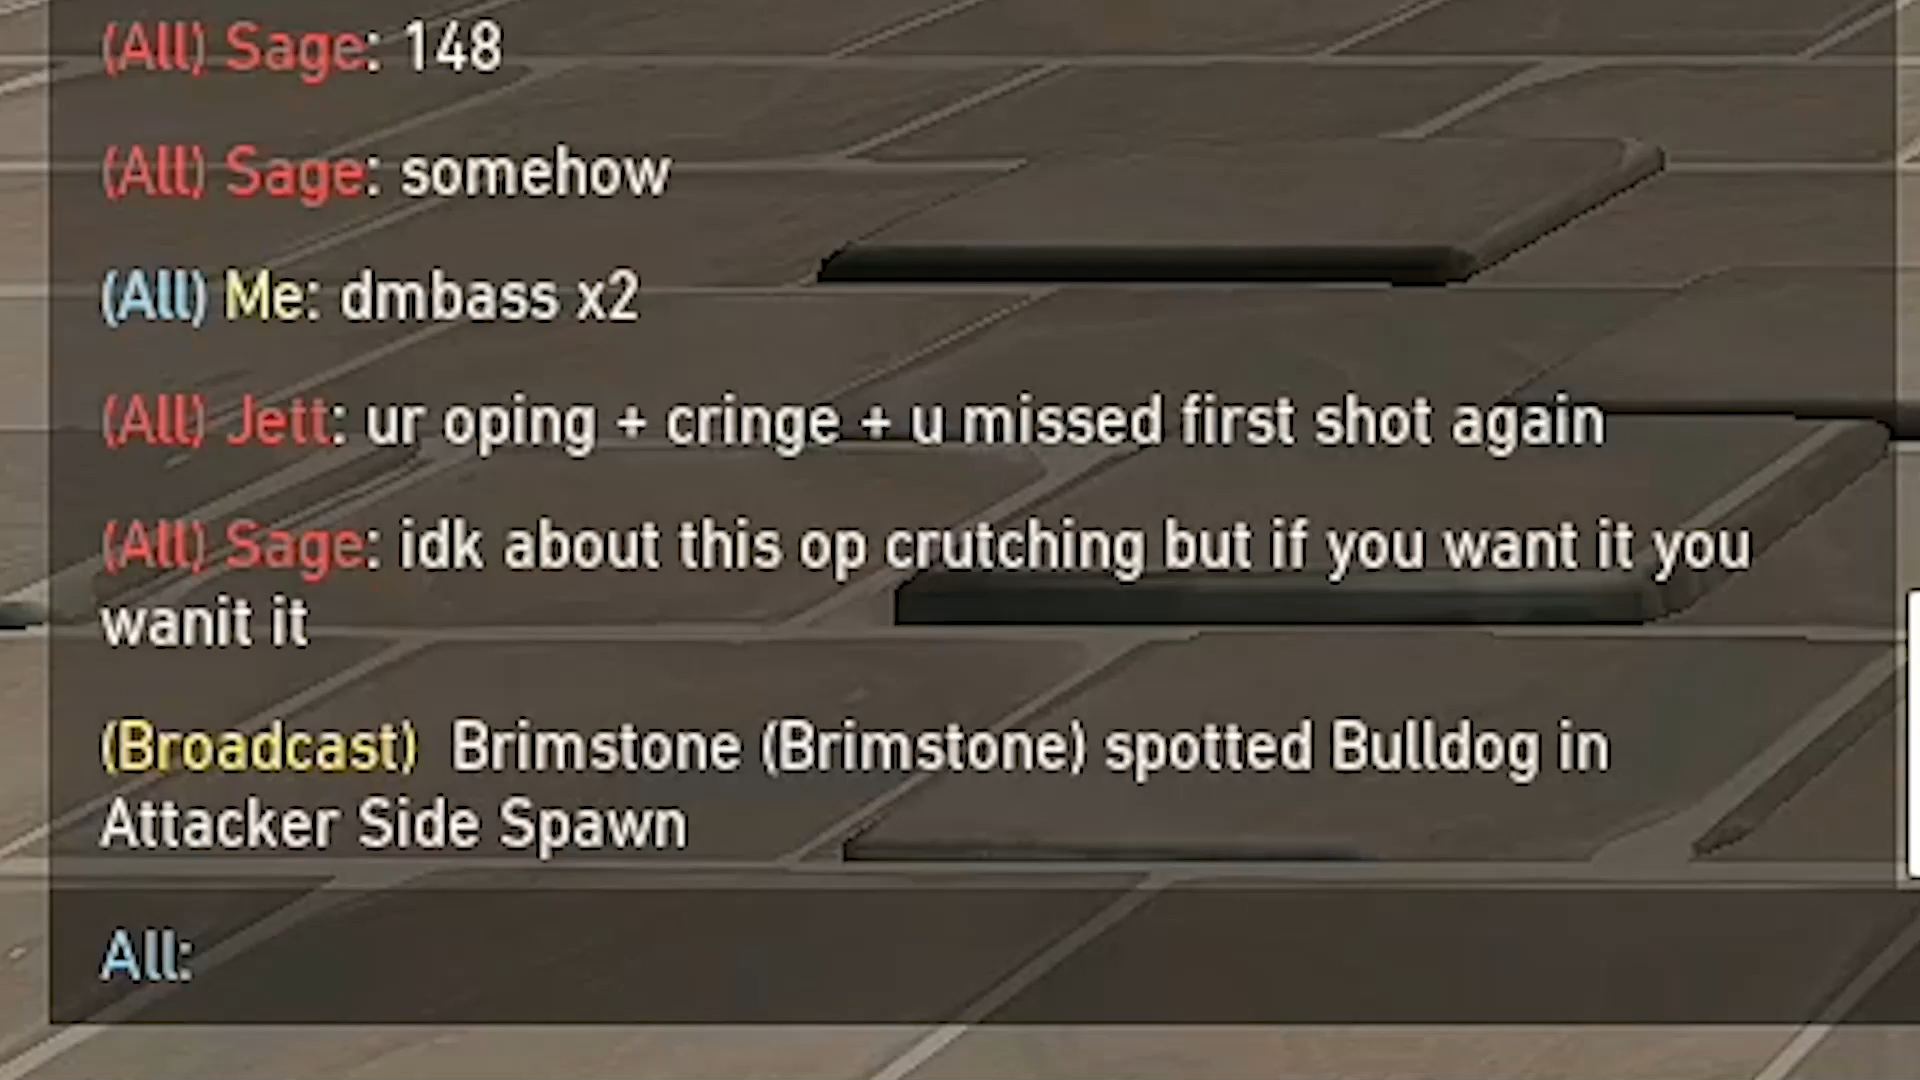 (All) Sage: 148
(All) Sage: somehow
(All) Me: dmbass x2
(All) Jett: ur oping + cringe + u missed first shot again
(All) Sage: idk about this op crutching but if you want it you
wanit it
(Broadcast) Brimstone (Brimstone) spotted Bulldog in
Attacker Side Spawn
All: